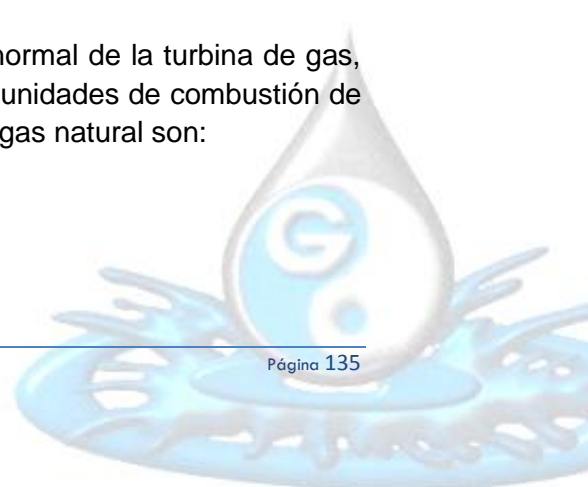 normal de la turbina de gas,
unidades de combustión de
gas natural son:
G
Página 135